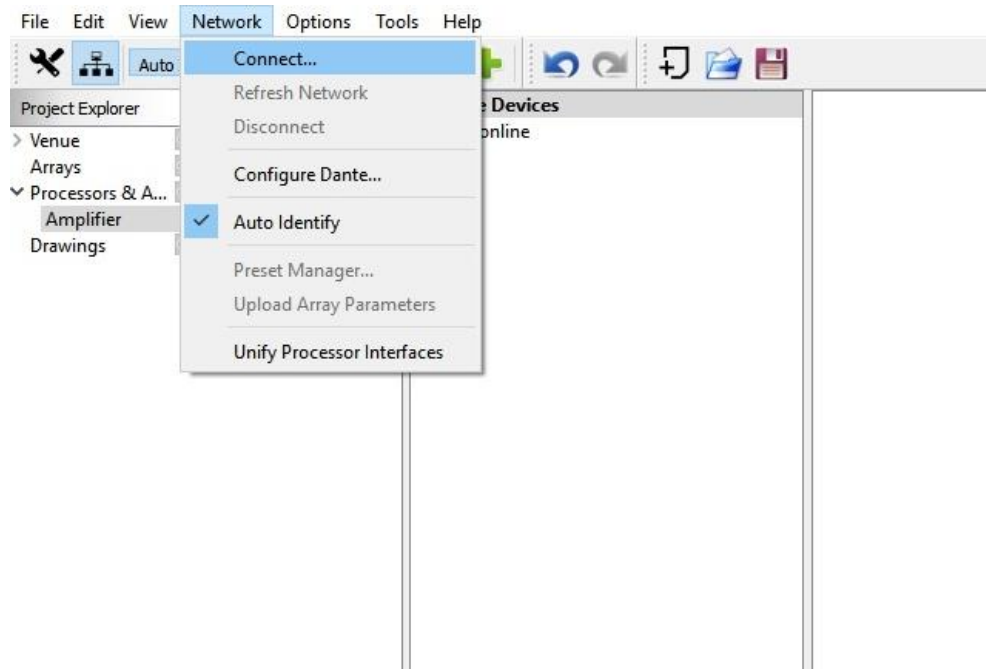 File Edit View Network Options Tools Help
Auto
Connect...
Refresh Network
Disconnect
Configure Dante...
Auto Identify
Preset Manager...
Upload Array Parameters
Unify Processor Interfaces
Project Explorer
Venue
Arrays
Processors & A...
Amplifier
Drawings
Devices
online